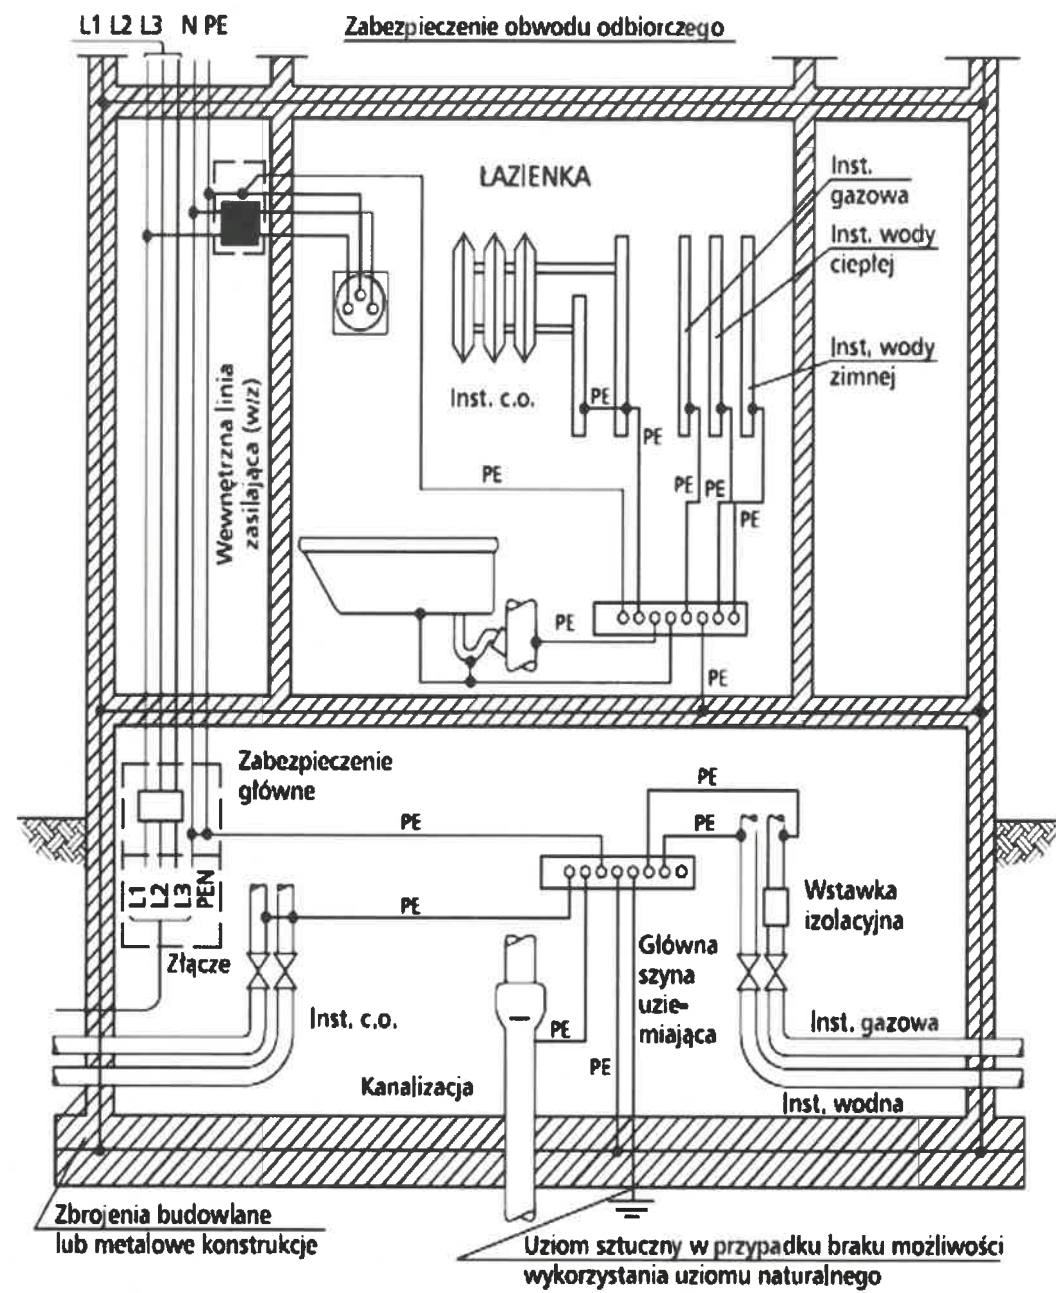 L1 L2 L3 N PE
Zabezpieczenie obwodu odbiorczego
ŁAZIENKA
Inst.
gazowa
Inst. wody
ciepłej
Inst. wody
zimnej
Wewnętrzna linia
zasilająca (wlz)
Inst. c.o.
PE
PE
PE
PE
PE
PE
PE
PE
Zabezpieczenie
główne
PE
PE
PE
L1
L2
L3
PEN
Złącze
PE
Wstawka
izolacyjna
Główna
szyna
uzie-
miająca
Inst. c.o.
PE
PE
Inst. gazowa
Kanalizacja
Inst. wodna
Zbrojenia budowlane
lub metalowe konstrukcje
Uziom sztuczny w przypadku braku możliwości
wykorzystania uziomu naturalnego